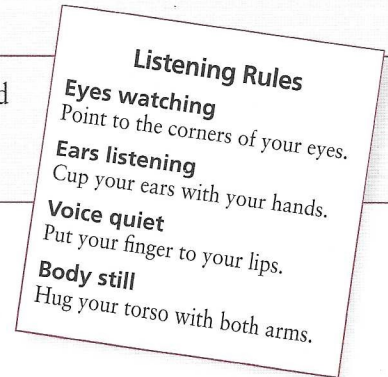 d
Listening Rules
Eyes watching
Point to the corners of your eyes.
Ears listening
Cup your ears with your hands.
Voice quiet
Put your finger to your lips.
Body still
Hug your torso with both arms.